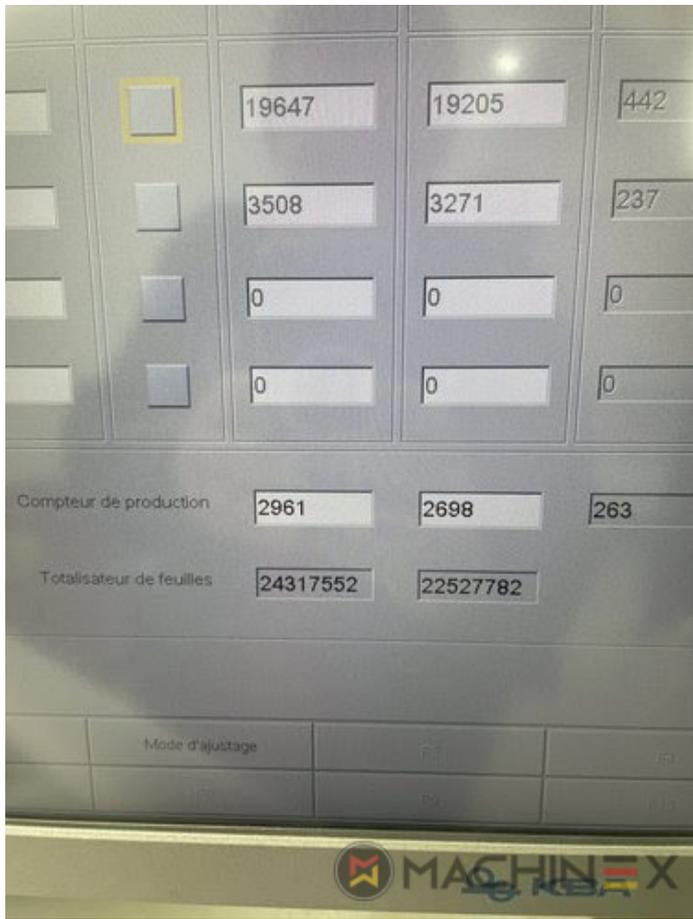 19647 19205 442
3508 3271 237
0 0 0
0 0 0
Compteur de production 2961 2698 263
Totalisateur de feuilles 24317552 22527782
Mode d'ajustage
MACHINEX
KBA